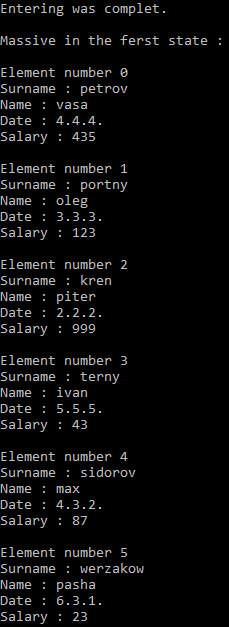 Entering was complet.
Massive in the ferst state :
Element number 0
Surname : petrov
Name : vasa
Date : 4.4.4.
Salary : 435
Element number 1
Surname : portny
Name : oleg
Date : 3.3.3.
Salary : 123
Element number 2
Surname : kren
Name : piter
Date : 2.2.2.
Salary : 999
Element number 3
Surname : terny
Name : ivan
Date : 5.5.5.
Salary : 43
Element number 4
Surname : sidorov
Name : max
Date : 4.3.2.
Salary : 87
Element number 5
Surname : werzakow
Name : pasha
Date : 6.3.1.
Salary : 23